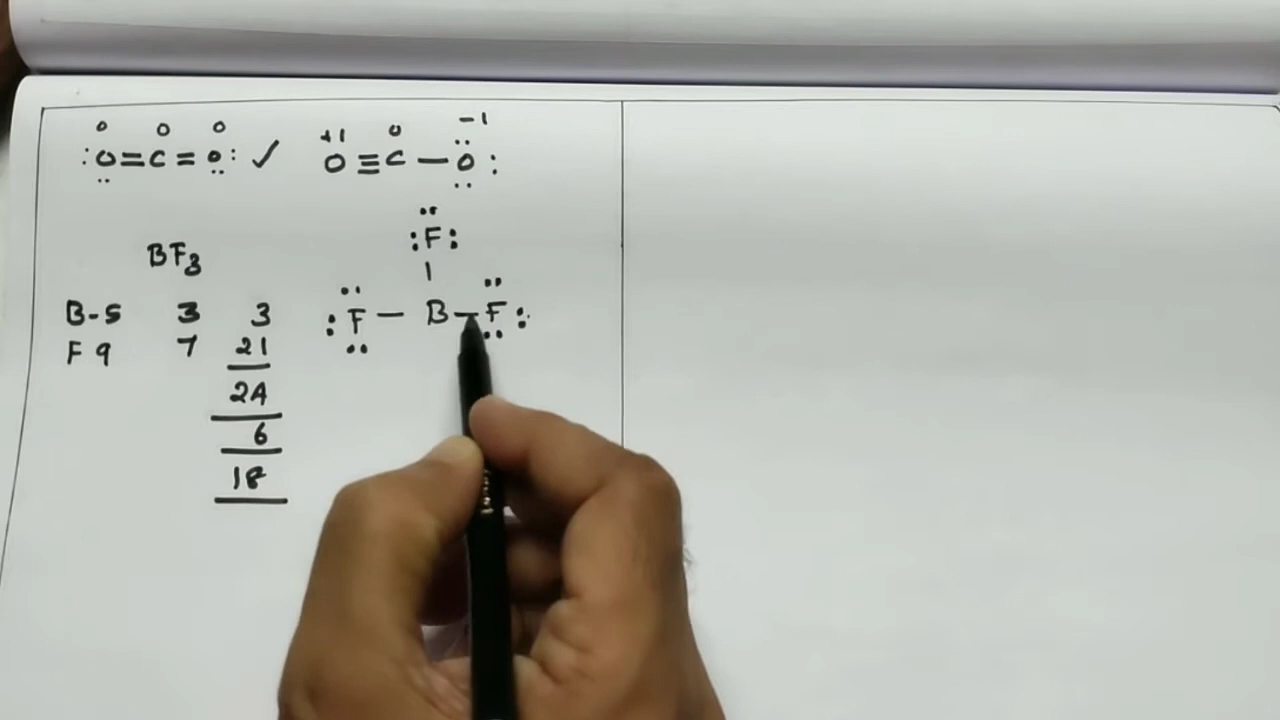 0 0 0 +1 0 -1
:Ö=C=Ö: ✓ O≡C—Ö:
BF3
:F:
|
B-5 3 3 :F— B—F:
F 9 7 21
24
6
18